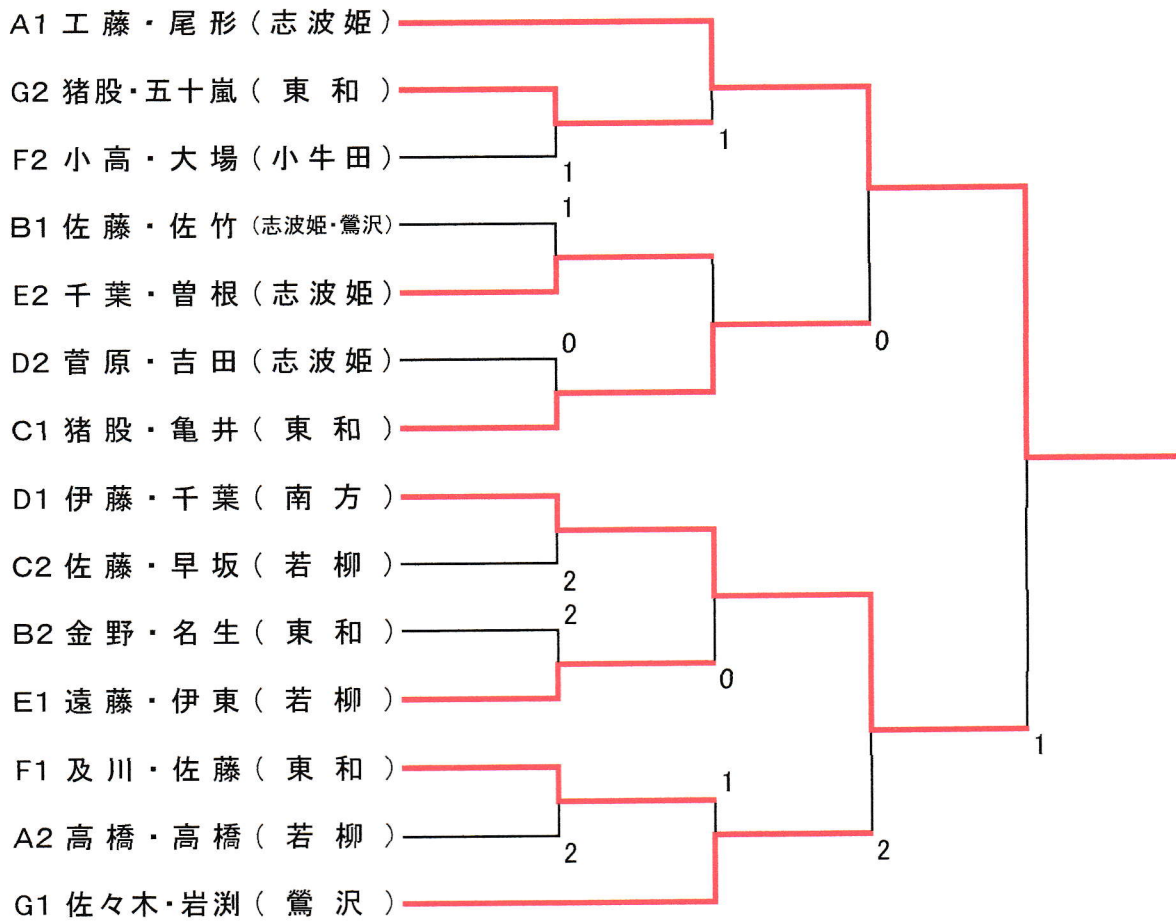 A1 工藤・尾形(志波姫)
G2 猪股・五十嵐(東和)
1
F2 小高・大場(小牛田)
1
1
B1 佐藤・佐竹(志波姫・鶯沢)
E2 千葉・曽根(志波姫)
0
0
D2 菅原・吉田(志波姫)
C1 猪股・亀井(東和)
D1 伊藤・千葉(南方)
C2 佐藤・早坂(若柳)
2
2
B2 金野・名生(東和)
0
E1 遠藤・伊東(若柳)
1
F1 及川・佐藤(東和)
1
A2 高橋・高橋(若柳)
2
2
G1 佐々木・岩渕(鶯沢)